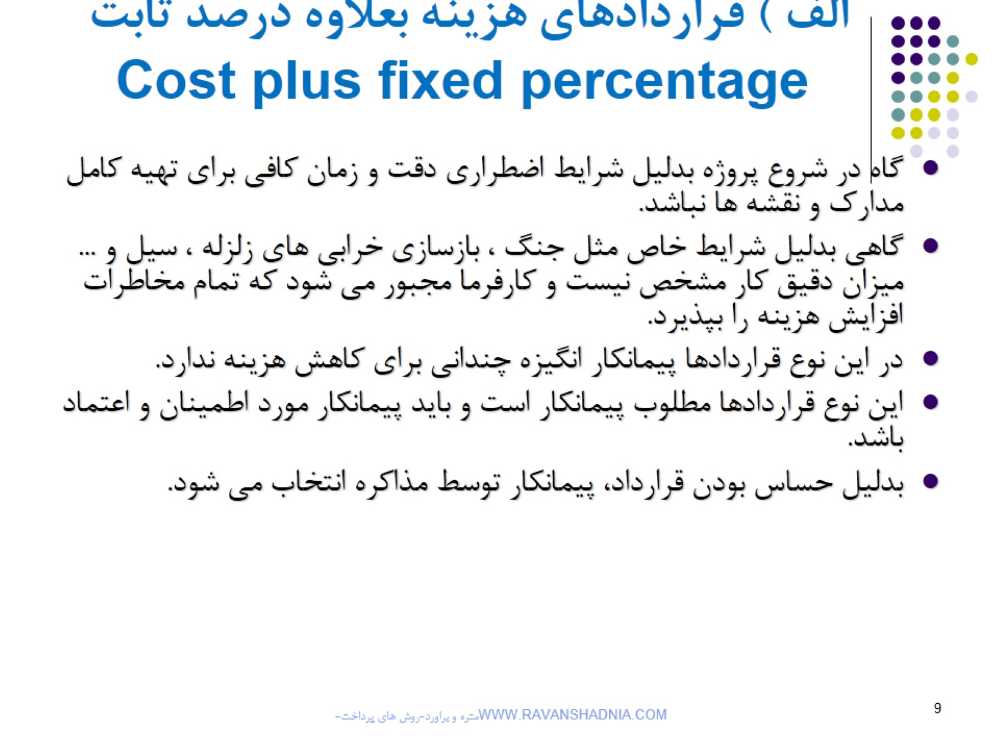 الف ) قراردادهای هزینه بعلاوه درصد ثابت
Cost plus fixed percentage
گاه در شروع پروژه بدلیل شرایط اضطراری دقت و زمان کافی برای تهیه کامل
مدارک و نقشه ها نباشد.
گاهی بدلیل شرایط خاص مثل جنگ ، بازسازی خرابی های زلزله ، سیل و ...
میزان دقیق کار مشخص نیست و کارفرما مجبور می شود که تمام مخاطرات
افزایش هزینه را بپذیرد.
در این نوع قراردادها پیمانکار انگیزه چندانی برای کاهش هزینه ندارد.
این نوع قراردادها مطلوب پیمانکار است و باید پیمانکار مورد اطمینان و اعتماد
باشد.
بدلیل حساس بودن قرارداد، پیمانکار توسط مذاکره انتخاب می شود.
WWW.RAVANSHADNIA.COMمتره و براورد-روش های پرداخت-
9